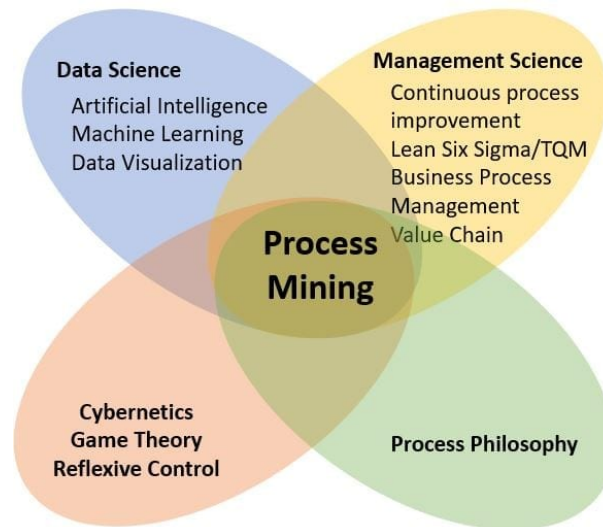 Data Science
Artificial Intelligence
Machine Learning
Data Visualization
Management Science
Continuous process
improvement
Lean Six Sigma/TQM
Business Process
Management
Value Chain
Process
Mining
Cybernetics
Game Theory
Reflexive Control
Process Philosophy